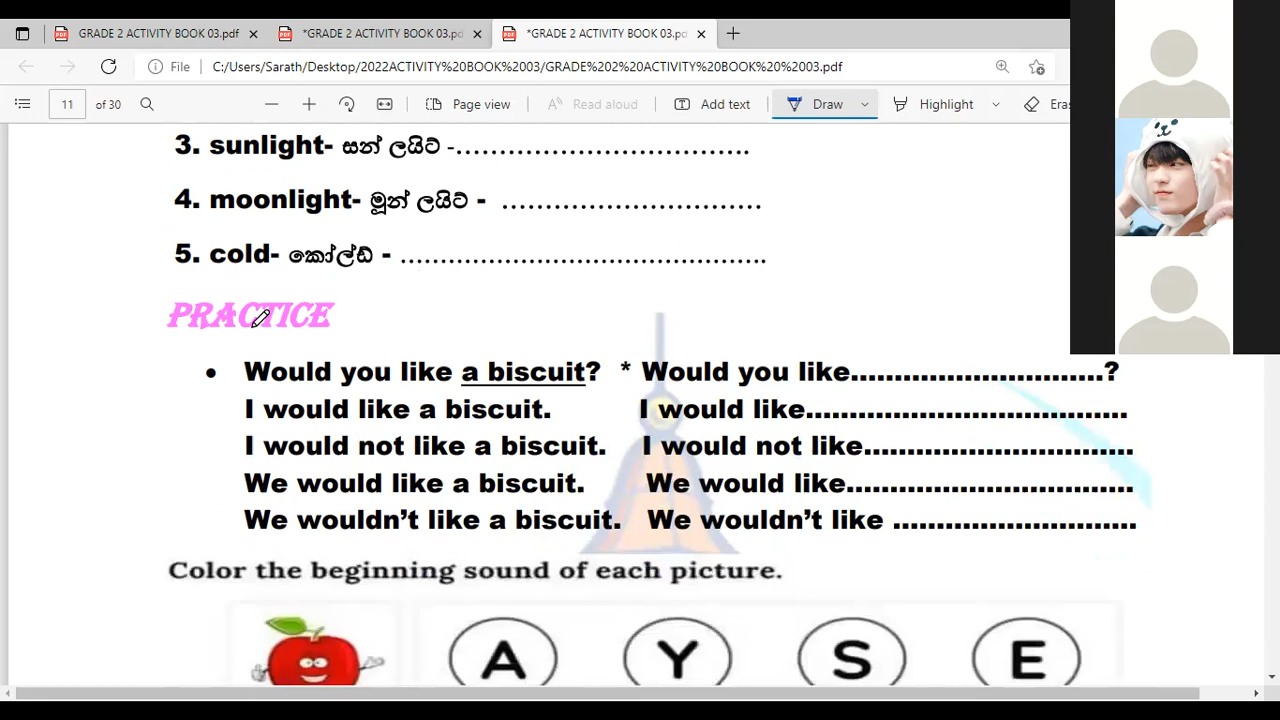 GRADE 2 ACTIVITY BOOK 03.pdf
*GRADE 2 ACTIVITY BOOK 03.pd
*GRADE 2 ACTIVITY BOOK 03.pd
File
C:/Users/Sarath/Desktop/2022ACTIVITY%20BOOK%2003/GRADE%202%20ACTIVITY%20BOOK%20%2003.pdf
11 of 30
Page view
Read aloud
Add text
Draw
Highlight
Eras
3. sunlight- සන් ලයිට් -…………………………….
4. moonlight- මූන් ලයිට් - …………………………
5. cold- කෝල්ඩ් - …………………………………….
PRACTICE
• Would you like a biscuit? * Would you like..............................?
I would like a biscuit. I would like......................................
I would not like a biscuit. I would not like................................
We would like a biscuit. We would like..................................
We wouldn’t like a biscuit. We wouldn’t like .............................
Color the beginning sound of each picture.
A Y S E